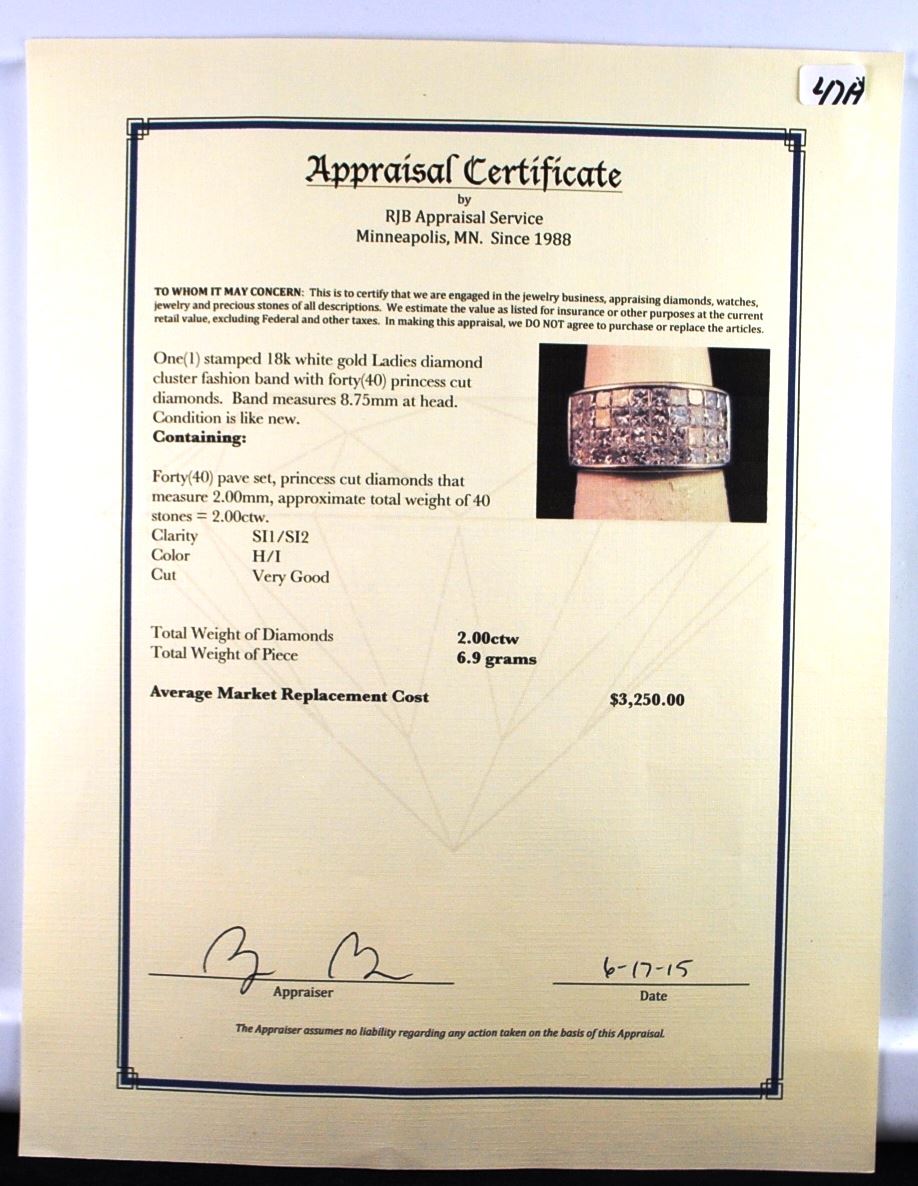 47A
Appraisal Certificate
by
RJB Appraisal Service
Minneapolis, MN. Since 1988
TO WHOM IT MAY CONCERN: This is to certify that we are engaged in the jewelry business, appraising diamonds, watches,
jewelry and precious stones of all descriptions. We estimate the value as listed for insurance or other purposes at the current
retail value, excluding Federal and other taxes. In making this appraisal, we DO NOT agree to purchase or replace the articles.
One(1) stamped 18k white gold Ladies diamond
cluster fashion band with forty(40) princess cut
diamonds. Band measures 8.75mm at head.
Condition is like new.
Containing:
Forty(40) pave set, princess cut diamonds that
measure 2.00mm, approximate total weight of 40
stones = 2.00ctw.
Clarity SI1/SI2
Color H/I
Cut Very Good
Total Weight of Diamonds 2.00ctw
Total Weight of Piece 6.9 grams
Average Market Replacement Cost $3,250.00
6-17-15
Appraiser Date
The Appraiser assumes no liability regarding any action taken on the basis of this Appraisal.